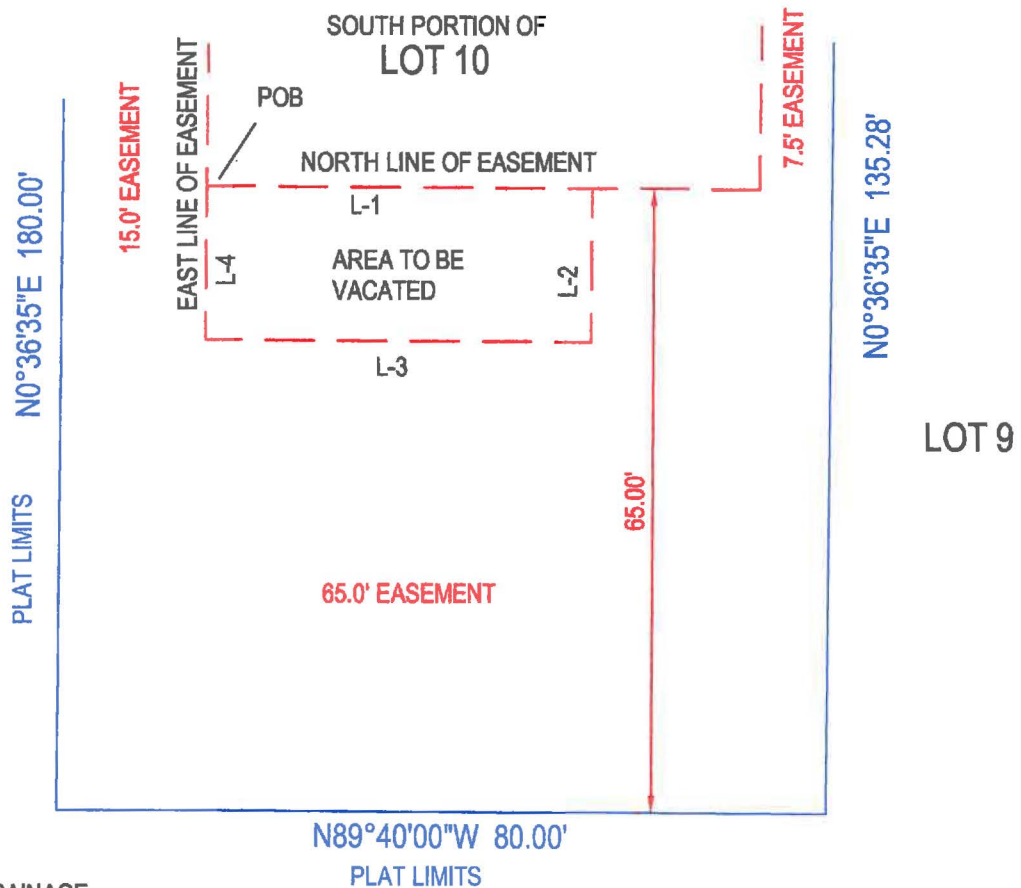 SOUTH PORTION OF
LOT 10
POB
15.0' EASEMENT
EAST LINE OF EASEMENT
7.5' EASEMENT
NORTH LINE OF EASEMENT
L-1
N0°36'35"E 180.00'
N0°36'35"E 135.28'
L-4
AREA TO BE
VACATED
L-2
L-3
LOT 9
65.00'
PLAT LIMITS
65.0' EASEMENT
N89°40'00"W 80.00'
PLAT LIMITS